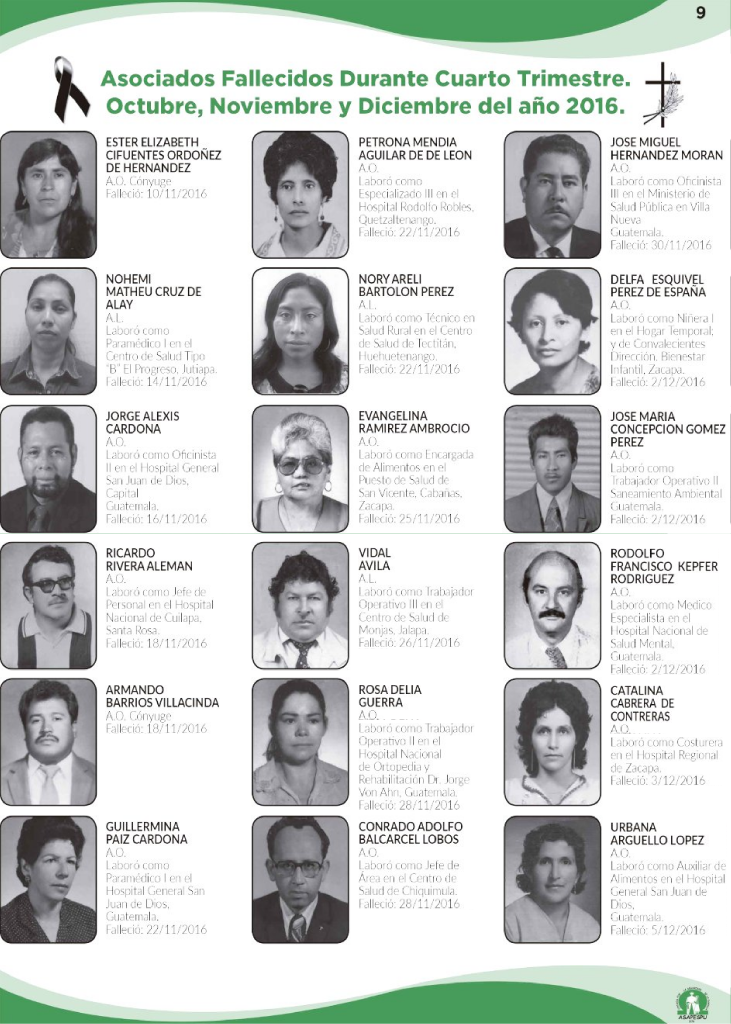 9
Asociados Fallecidos Durante Cuarto Trimestre.
Octubre, Noviembre y Diciembre del año 2016.
ESTER ELIZABETH
CIFUENTES ORDOÑEZ
DE HERNANDEZ
A.O. Cónyuge
Falleció: 10/11/2016
NOHEMI
MATHEU CRUZ DE
ALAY
A.L.
Laboró como
Paramédico I en el
Centro de Salud Tipo
"B" El Progreso, Jutiapa.
Falleció: 14/11/2016
JORGE ALEXIS
CARDONA
A.O.
Laboró como Oficinista
II en el Hospital General
San Juan de Dios,
Capital
Guatemala.
Falleció: 16/11/2016
RICARDO
RIVERA ALEMAN
A.O.
Laboró como Jefe de
Personal en el Hospital
Nacional de Cuilapa,
Santa Rosa.
Falleció: 18/11/2016
ARMANDO
BARRIOS VILLACINDA
A.O. Cónyuge
Falleció: 18/11/2016
GUILLERMINA
PAIZ CARDONA
A.O.
Laboró como
Paramédico I en el
Hospital General San
Juan de Dios,
Guatemala.
Falleció: 22/11/2016
PETRONA MENDIA
AGUILAR DE DE LEON
A.O.
Laboró como
Especializado III en el
Hospital Rodolfo Robles,
Quetzaltenango.
Falleció: 22/11/2016
NORY ARELI
BARTOLON PEREZ
A.L.
Laboró como Técnico en
Salud Rural en el Centro
de Salud de Tectitán,
Huehuetenango.
Falleció: 22/11/2016
EVANGELINA
RAMIREZ AMBROCIO
A.O.
Laboró como Encargada
de Alimentos en el
Puesto de Salud de
San Vicente, Cabañas,
Zacapa.
Falleció: 25/11/2016
VIDAL
AVILA
A.L.
Laboró como Trabajador
Operativo III en el
Centro de Salud de
Monjas, Jalapa.
Falleció: 26/11/2016
ROSA DELIA
GUERRA
A.O.
Laboró como Trabajador
Operativo II en el
Hospital Nacional
de Ortopedia y
Rehabilitación Dr. Jorge
Von Ahn, Guatemala.
Falleció: 28/11/2016
CONRADO ADOLFO
BALCARCEL LOBOS
A.O.
Laboró como Jefe de
Área en el Centro de
Salud de Chiquimula.
Falleció: 28/11/2016
JOSE MIGUEL
HERNANDEZ MORAN
A.O.
Laboró como Oficinista
III en el Ministerio de
Salud Pública en Villa
Nueva
Guatemala.
Falleció: 30/11/2016
DELFA ESQUIVEL
PEREZ DE ESPAÑA
A.O.
Laboró como Niñera I
en el Hogar Temporal;
y de Convalecientes
Dirección, Bienestar
Infantil, Zacapa.
Falleció: 2/12/2016
JOSE MARIA
CONCEPCION GOMEZ
PEREZ
A.O.
Laboró como
Trabajador Operativo II
Saneamiento Ambiental
Guatemala.
Falleció: 2/12/2016
RODOLFO
FRANCISCO KEPFER
RODRIGUEZ
A.O.
Laboró como Medico
Especialista en el
Hospital Nacional de
Salud Mental,
Guatemala.
Falleció: 2/12/2016
CATALINA
CABRERA DE
CONTRERAS
A.O.
Laboró como Costurera
en el Hospital Regional
de Zacapa.
Falleció: 3/12/2016
URBANA
ARGUELLO LOPEZ
A.O.
Laboró como Auxiliar de
Alimentos en el Hospital
General San Juan de
Dios,
Guatemala.
Falleció: 5/12/2016